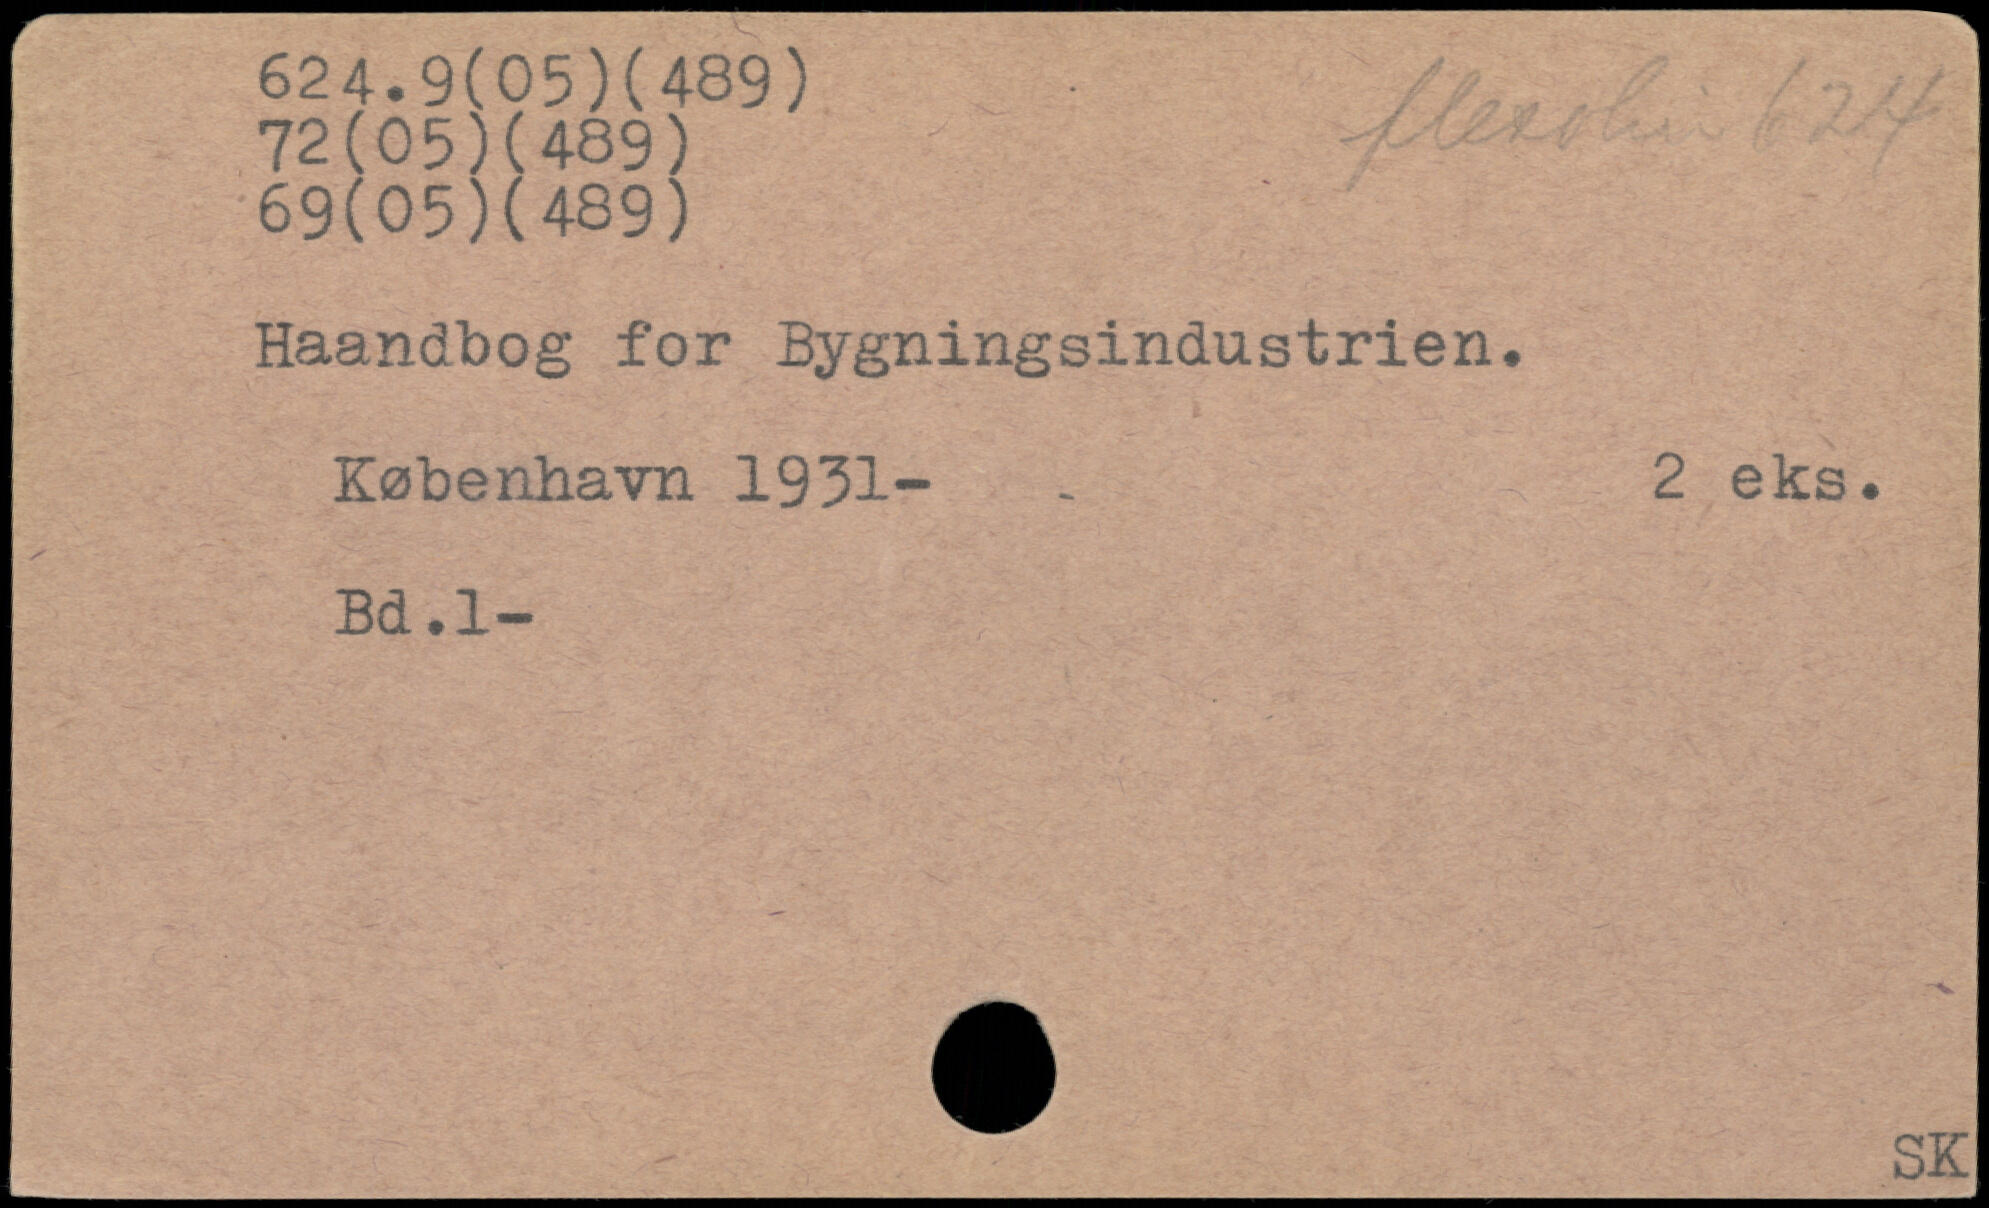 624.9(05)(489)
72(05)(489)
69(05)(489)
624
Haandbog for Bygningsindustrien.
København 1931- 2 eks.
Bd.1-
SK